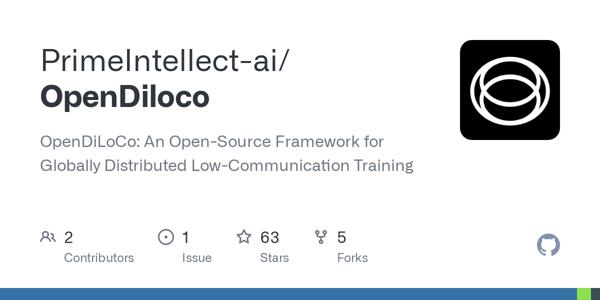 PrimeIntellect-ai/
OpenDiloco
OpenDiLoCo: An Open-Source Framework for
Globally Distributed Low-Communication Training
2 1 63 5
Contributors Issue Stars Forks